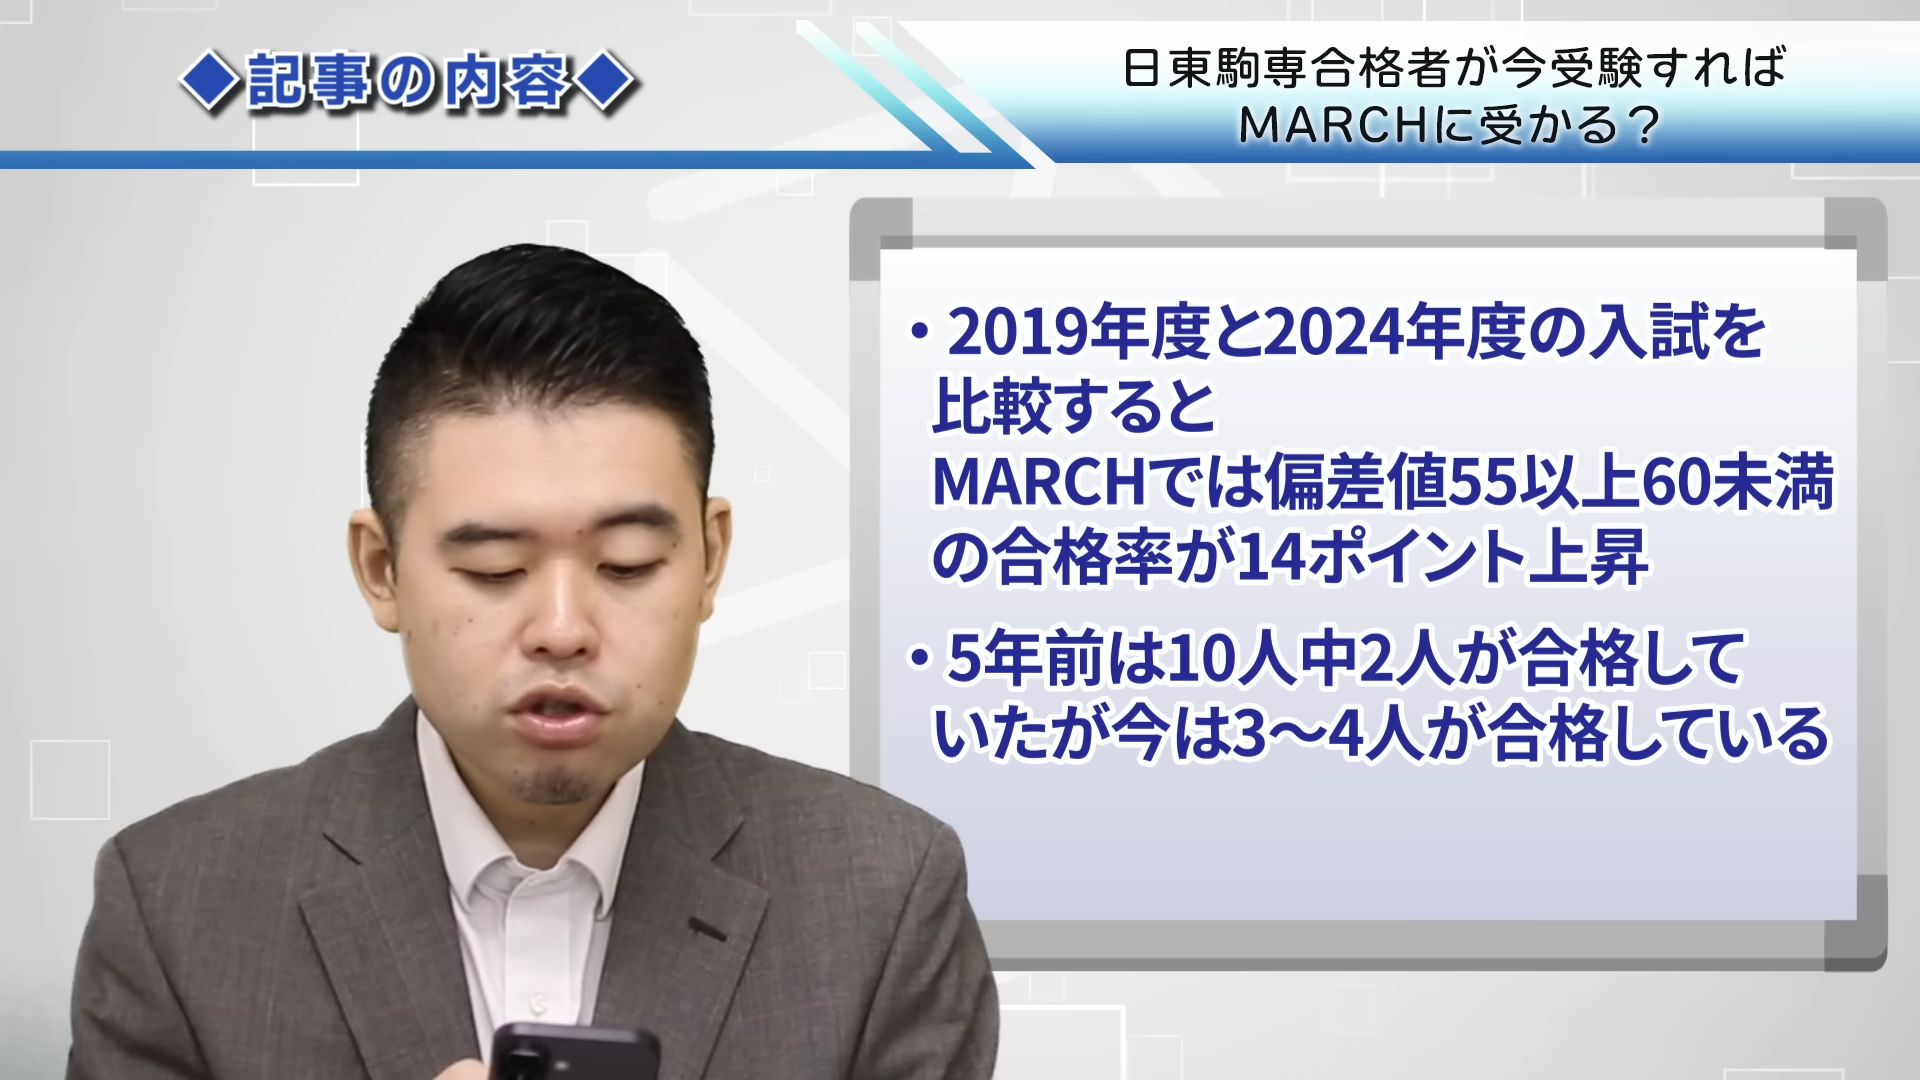 ◆記事の内容◆
日東駒専合格者が今受験すれば
MARCHに受かる？
・2019年度と2024年度の入試を
比較すると
MARCHでは偏差値55以上60未満
の合格率が14ポイント上昇
・5年前は10人中2人が合格して
いたが今は3～4人が合格している